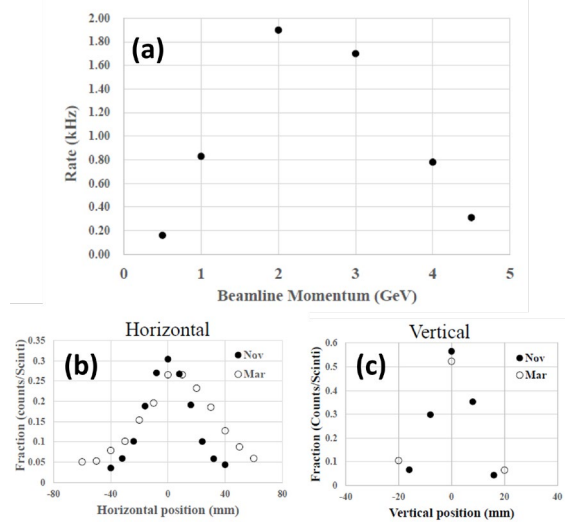 (a)
Rate (kHz)
2.00
1.80
1.60
1.40
1.20
1.00
0.80
0.60
0.40
0.20
0.00
0 1 2 3 4 5
Beamline Momentum (GeV)
Horizontal
(b)
Nov
Mar
Fraction (counts/Scinti)
0.35
0.3
0.25
0.2
0.15
0.1
0.05
0
-80 -40 0 40 80
Horizontal position (mm)
Vertical
(c)
Nov
Mar
Fraction (Counts/Scinti)
0.6
0.5
0.4
0.3
0.2
0.1
0
-40 -20 0 20 40
Vertical position (mm)